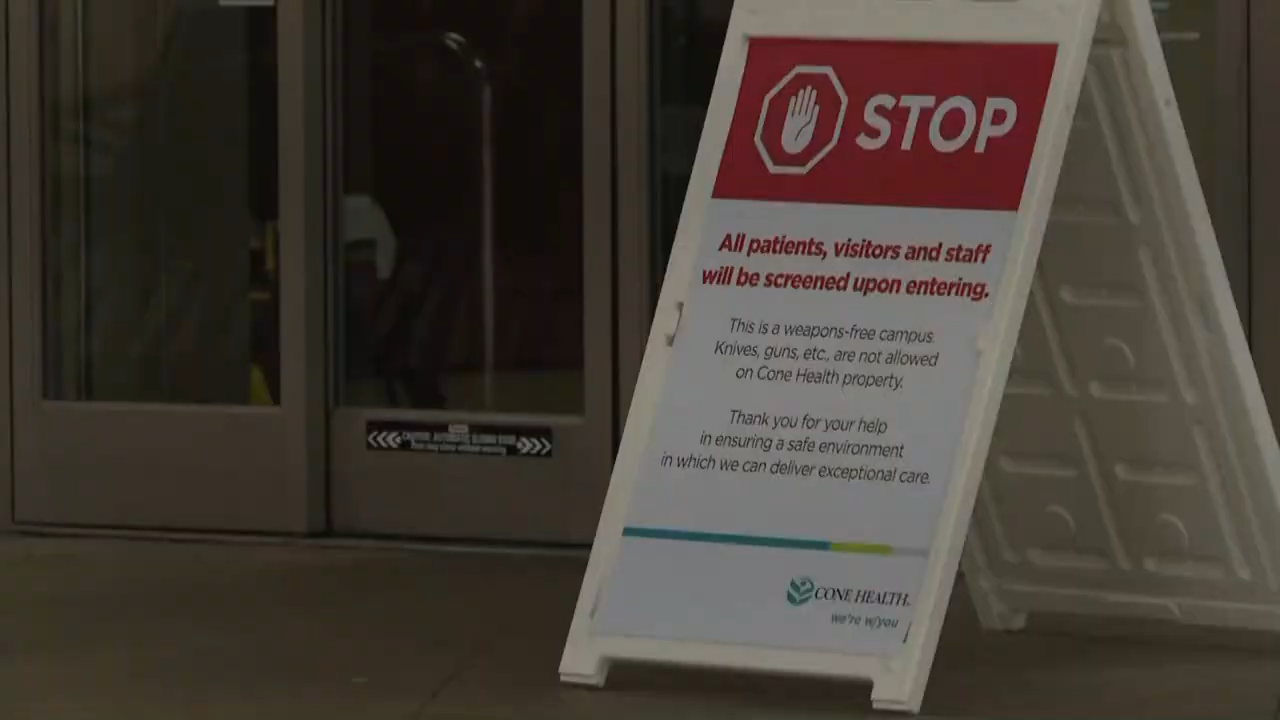 STOP
All patients, visitors and staff
will be screened upon entering.
This is a weapons-free campus.
Knives, guns, etc., are not allowed
on Cone Health property.
Thank you for your help
in ensuring a safe environment
in which we can deliver exceptional care.
CONE HEALTH.
we're w/you
CAUTION AUTOMATIC SLIDING DOOR